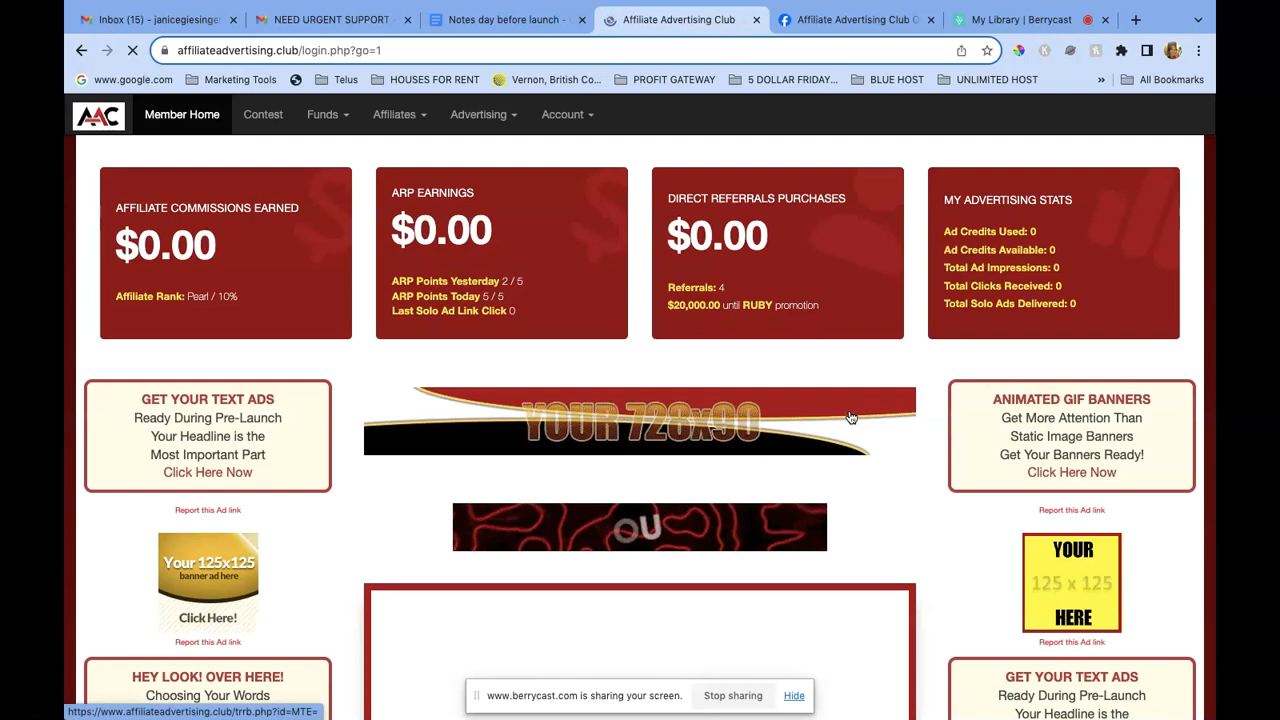 Inbox (15) - janicegiesinger
NEED URGENT SUPPORT
Notes day before launch -
Affiliate Advertising Club
Affiliate Advertising Club O
My Library | Berrycast
affiliateadvertising.club/login.php?go=1
www.google.com
Marketing Tools
Telus
HOUSES FOR RENT
Vernon, British Co...
PROFIT GATEWAY
5 DOLLAR FRIDAY...
BLUE HOST
UNLIMITED HOST
»
All Bookmarks
AAC
Member Home
Contest
Funds
Affiliates
Advertising
Account
AFFILIATE COMMISSIONS EARNED
$0.00
Affiliate Rank: Pearl / 10%
ARP EARNINGS
$0.00
ARP Points Yesterday 2 / 5
ARP Points Today 5 / 5
Last Solo Ad Link Click 0
DIRECT REFERRALS PURCHASES
$0.00
Referrals: 4
$20,000.00 until RUBY promotion
MY ADVERTISING STATS
Ad Credits Used: 0
Ad Credits Available: 0
Total Ad Impressions: 0
Total Clicks Received: 0
Total Solo Ads Delivered: 0
GET YOUR TEXT ADS
Ready During Pre-Launch
Your Headline is the
Most Important Part
Click Here Now
Report this Ad link
Your 125x125
banner ad here
Click Here!
Report this Ad link
HEY LOOK! OVER HERE!
Choosing Your Words
YOUR 728x90
OU
ANIMATED GIF BANNERS
Get More Attention Than
Static Image Banners
Get Your Banners Ready!
Click Here Now
Report this Ad link
YOUR
125 x 125
HERE
Report this Ad link
GET YOUR TEXT ADS
Ready During Pre-Launch
Your Headline is the
www.berrycast.com is sharing your screen.
Stop sharing
Hide
https://www.affiliateadvertising.club/trrb.php?id=MTE=